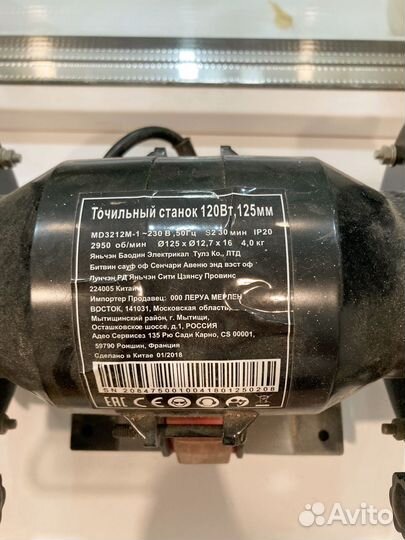 Точильный станок 120Вт,125мм
MD3212M-1 ~230 В ,50Гц S2 30 мин IP20
2950 об/мин Ø125 x Ø12,7 x 16 4,0 кг
Яньчэн Баодин Электрикал Тулз Ко., ЛТД
Битвин сауф оф Сенчари Авеню энд вэст оф
Лунчэн РД Яньчэн Сити Цзянсу Провинс
224005 Китай
Импортер Продавец: ООО ЛЕРУА МЕРЛЕН
ВОСТОК, 141031, Московская область,
Мытищинский район, г. Мытищи,
Осташковское шоссе, д.1, РОССИЯ
Адео Сервисез 135 Рю Сади Карно, CS 00001,
59790 Роншин, Франция
Сделано в Китае 01/2018
SN 2084750010041801250208
EAC CE
Avito